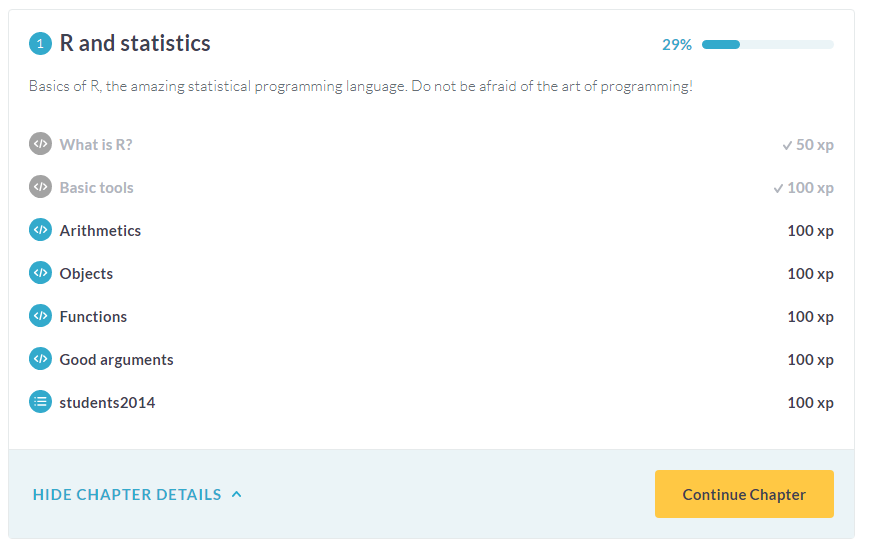 1 R and statistics 29%
Basics of R, the amazing statistical programming language. Do not be afraid of the art of programming!
</> What is R? ✓ 50 xp
</> Basic tools ✓ 100 xp
</> Arithmetics 100 xp
</> Objects 100 xp
</> Functions 100 xp
</> Good arguments 100 xp
students2014 100 xp
HIDE CHAPTER DETAILS Continue Chapter